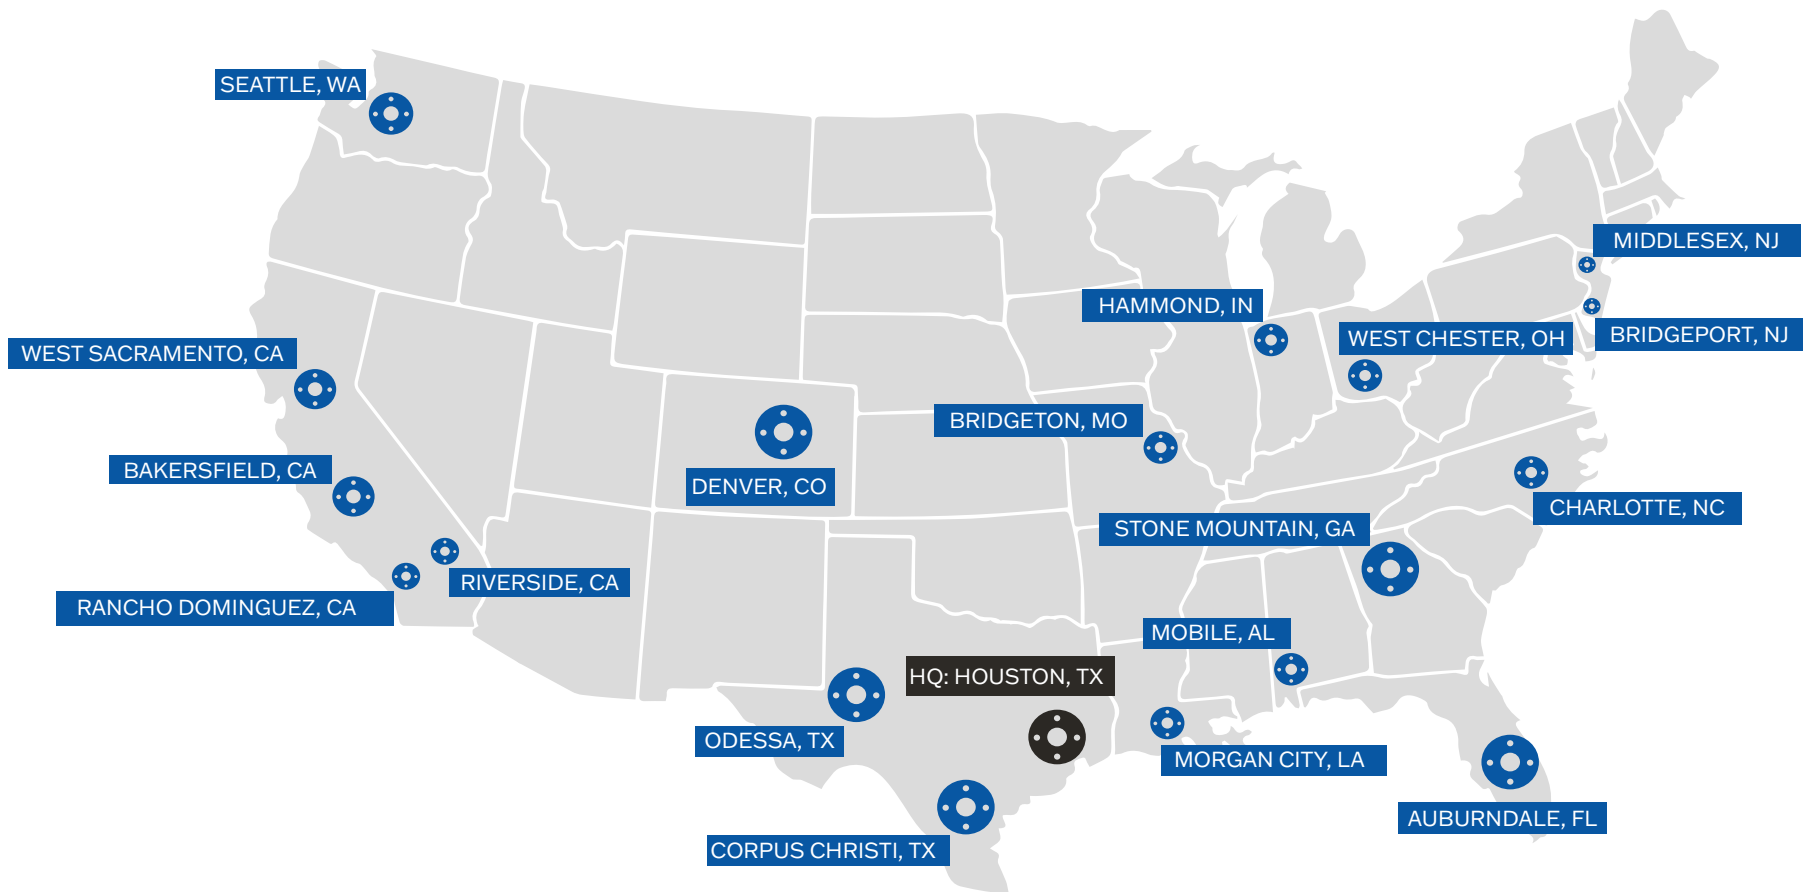 SEATTLE, WA
MIDDLESEX, NJ
HAMMOND, IN
WEST CHESTER, OH
BRIDGEPORT, NJ
WEST SACRAMENTO, CA
BRIDGETON, MO
BAKERSFIELD, CA
DENVER, CO
CHARLOTTE, NC
STONE MOUNTAIN, GA
RIVERSIDE, CA
RANCHO DOMINGUEZ, CA
MOBILE, AL
HQ: HOUSTON, TX
ODESSA, TX
MORGAN CITY, LA
AUBURNDALE, FL
CORPUS CHRISTI, TX